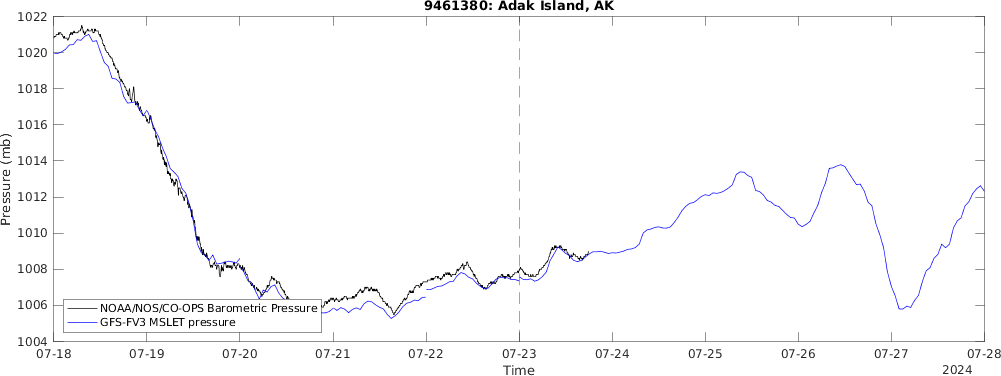 9461380: Adak Island, AK
1022
1020
1018
1016
1014
1012
1010
1008
1006
1004
Pressure (mb)
NOAA/NOS/CO-OPS Barometric Pressure
GFS-FV3 MSLET pressure
07-18 07-19 07-20 07-21 07-22 07-23 07-24 07-25 07-26 07-27 07-28
Time
2024